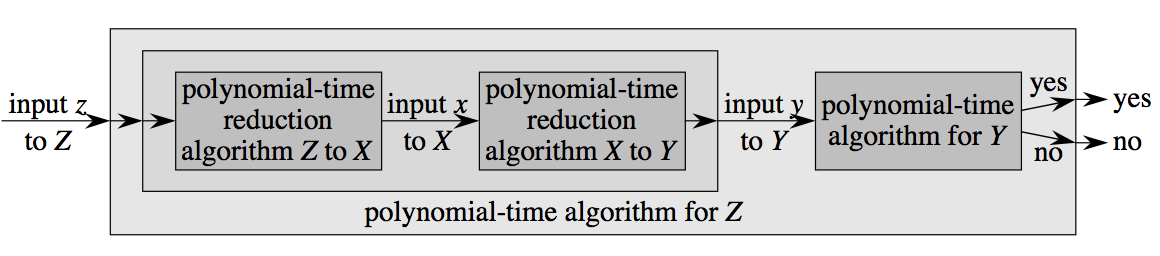 input z
to Z
polynomial-time
reduction
algorithm Z to X
input x
to X
polynomial-time
reduction
algorithm X to Y
input y
to Y
polynomial-time
algorithm for Y
yes
no
yes
no
polynomial-time algorithm for Z